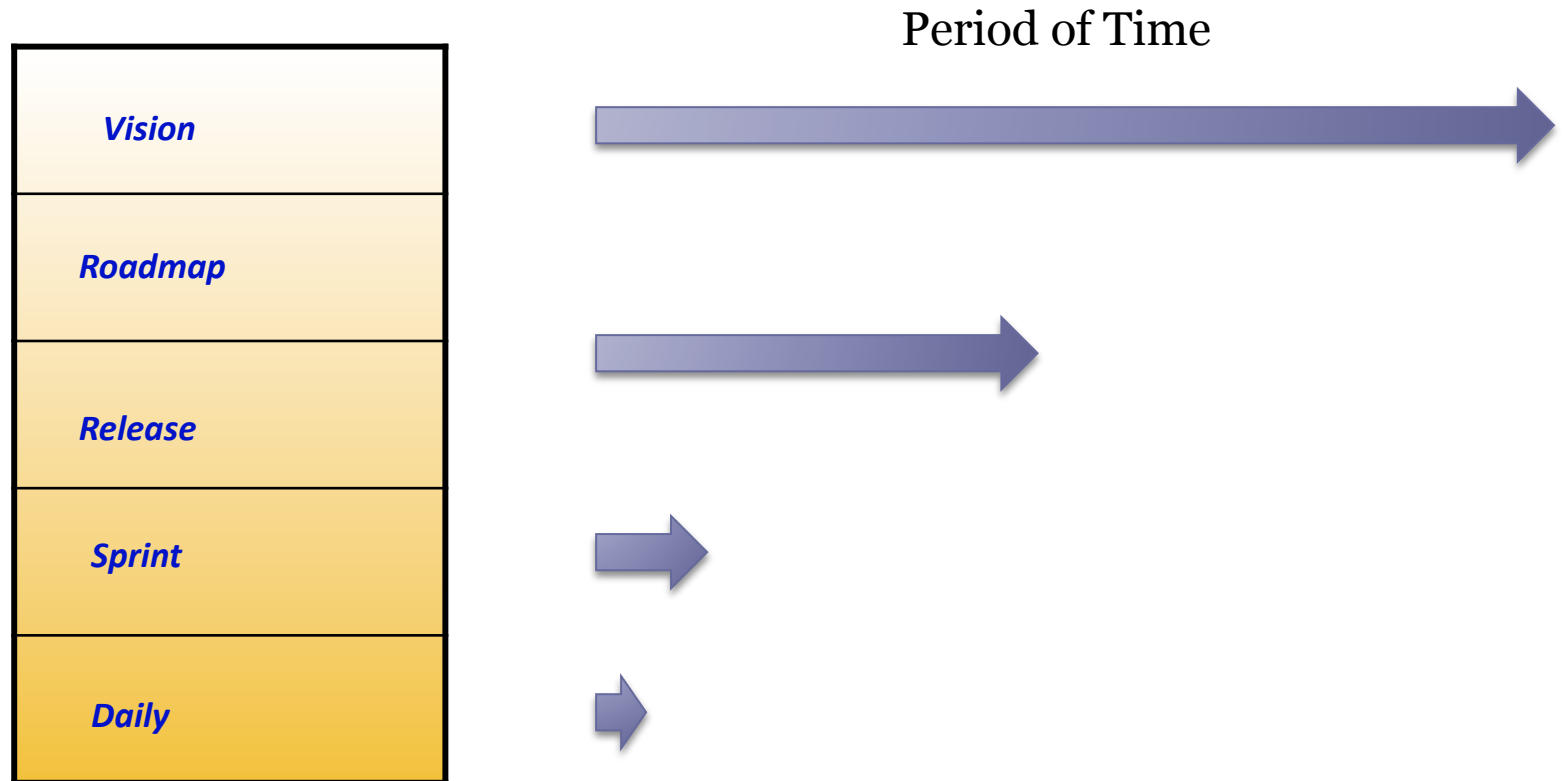 Period of Time
Vision
Roadmap
Release
Sprint
Daily